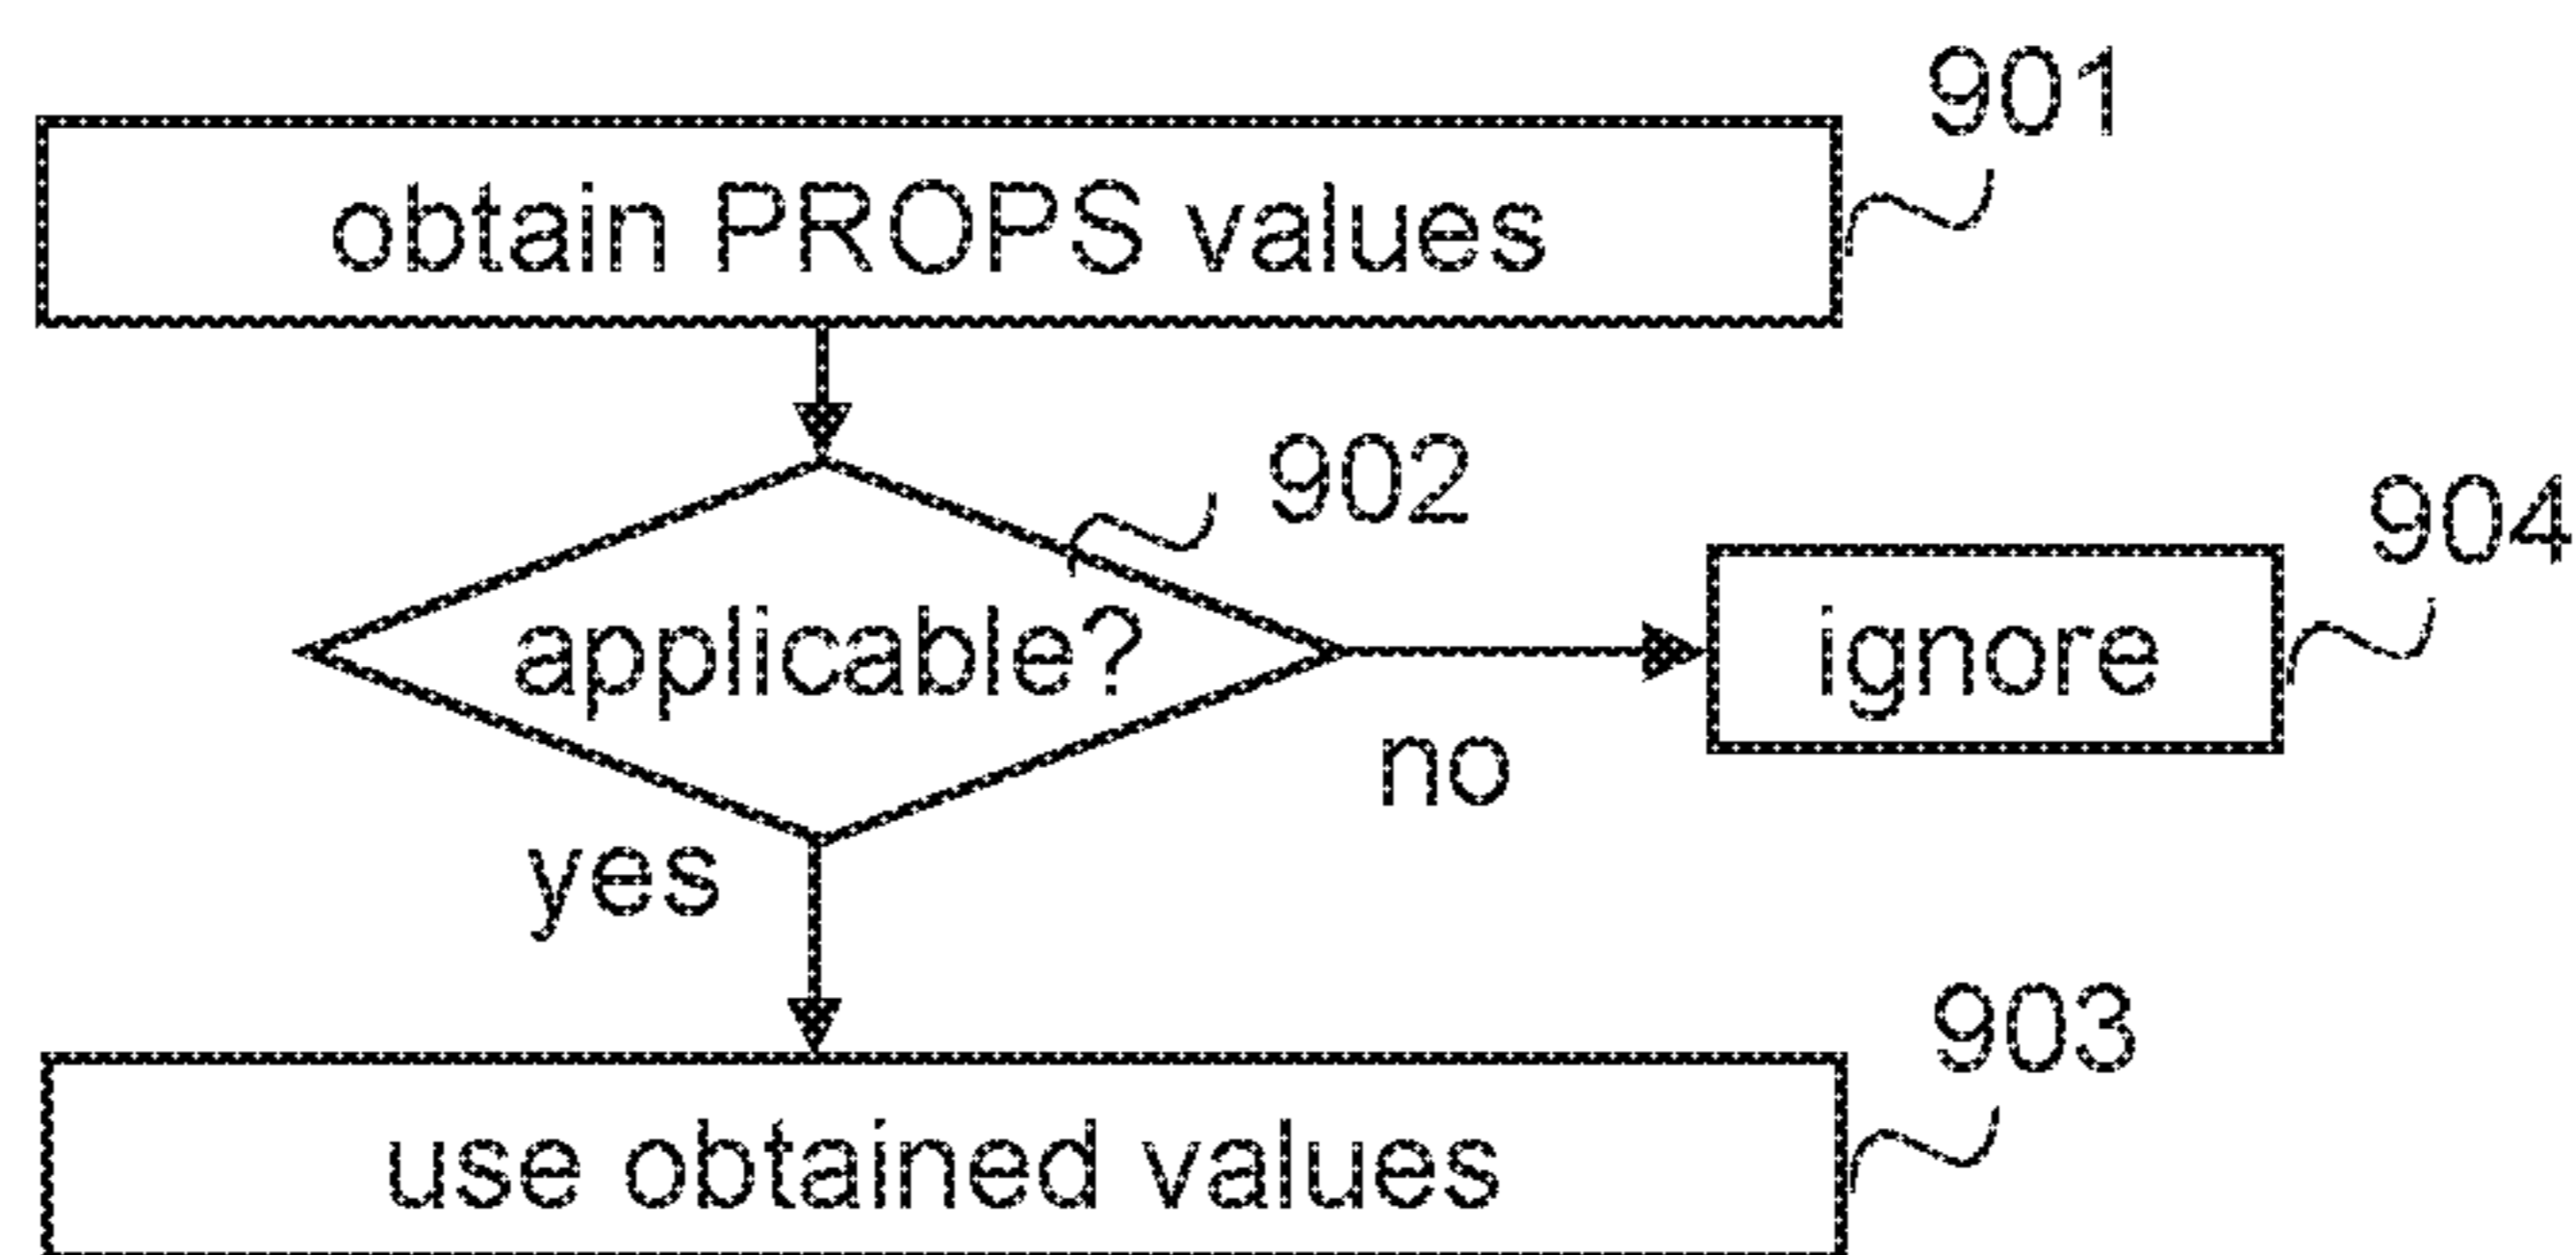 901
obtain PROPS values
902
904
applicable?
ignore
no
yes
903
use obtained values